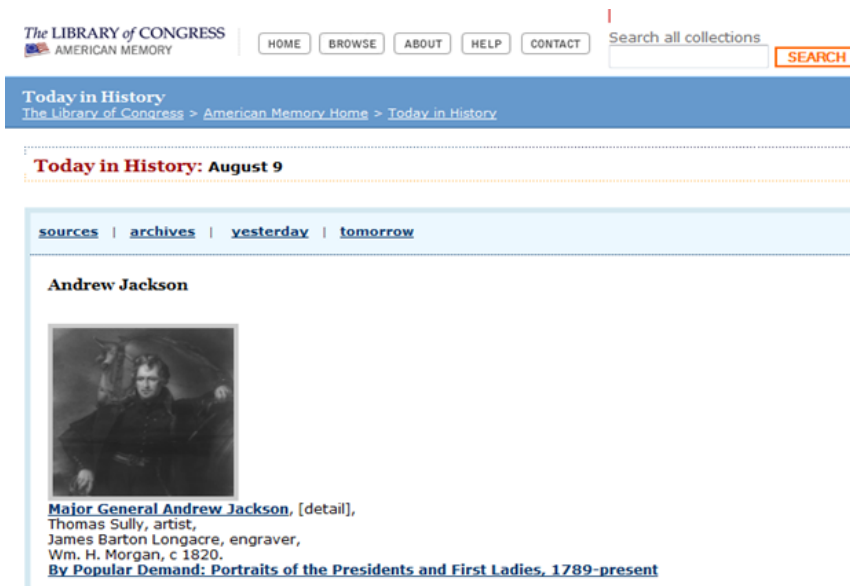 The LIBRARY of CONGRESS
AMERICAN MEMORY
HOME BROWSE ABOUT HELP CONTACT
Search all collections
SEARCH
Today in History
The Library of Congress > American Memory Home > Today in History
Today in History: August 9
sources | archives | yesterday | tomorrow
Andrew Jackson
Major General Andrew Jackson, [detail],
Thomas Sully, artist,
James Barton Longacre, engraver,
Wm. H. Morgan, c 1820.
By Popular Demand: Portraits of the Presidents and First Ladies, 1789-present